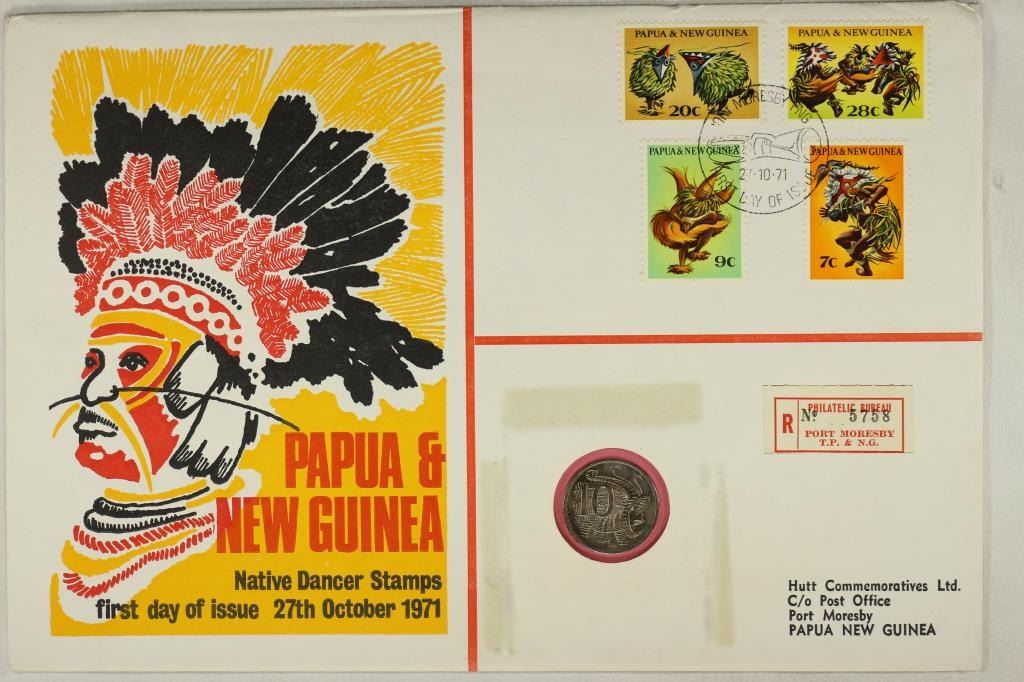 PAPUA & NEW GUINEA
20c
PAPUA & NEW GUINEA
28c
PAPUA & NEW GUINEA
9c
PAPUA & NEW GUINEA
7c
MORESBY PNG
27·10·71
FIRST DAY OF ISSUE
PAPUA &
NEW GUINEA
Native Dancer Stamps
first day of issue 27th October 1971
10
PHILATELIC BUREAU
R No 5758
PORT MORESBY
T.P. & N.G.
Hutt Commemoratives Ltd.
C/o Post Office
Port Moresby
PAPUA NEW GUINEA